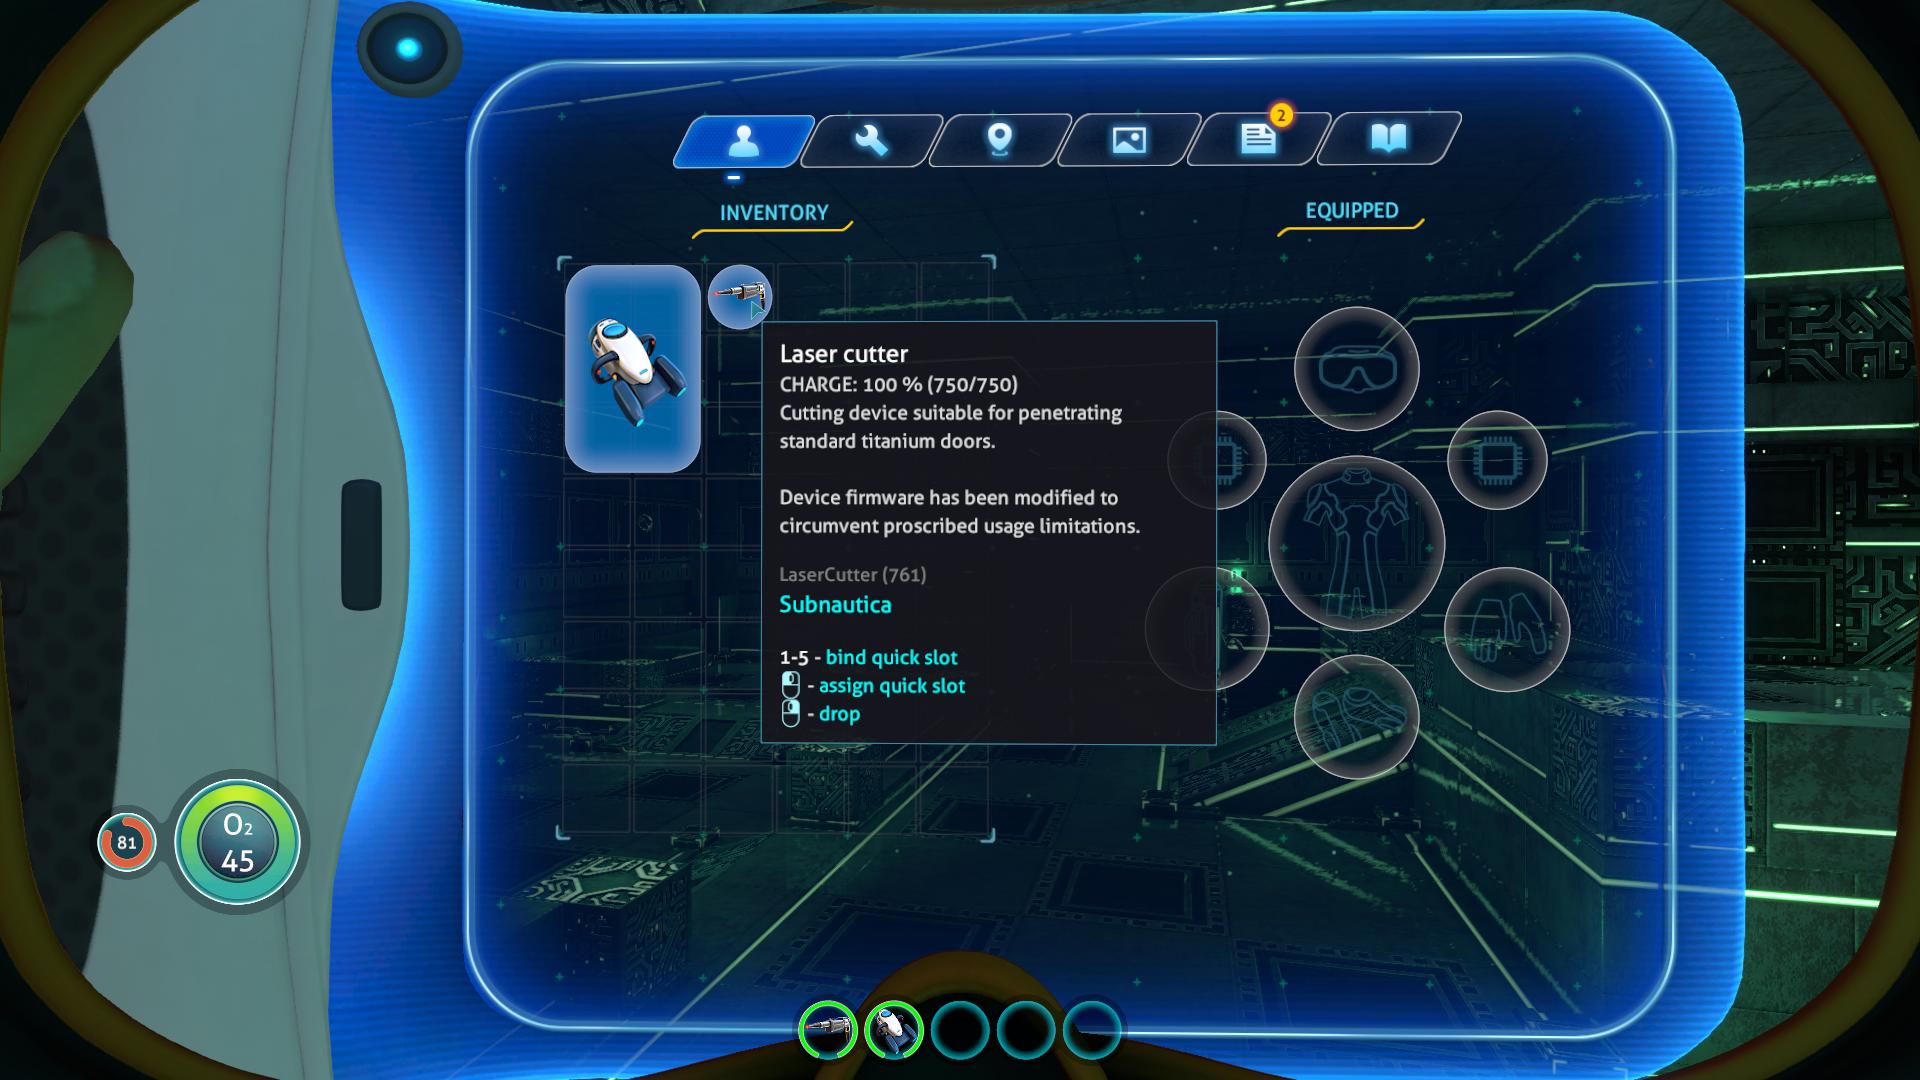 2
INVENTORY
EQUIPPED
Laser cutter
CHARGE: 100 % (750/750)
Cutting device suitable for penetrating
standard titanium doors.
Device firmware has been modified to
circumvent proscribed usage limitations.
LaserCutter (761)
Subnautica
1-5 - bind quick slot
- assign quick slot
- drop
81
O₂
45